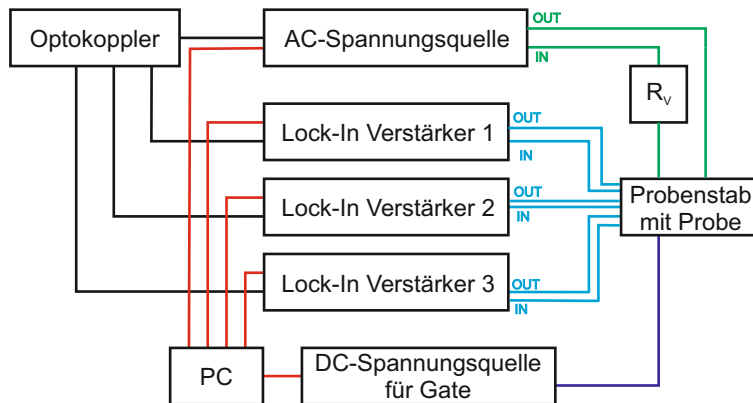 Optokoppler
AC-Spannungsquelle
OUT
IN
R_V
Lock-In Verstärker 1
OUT
IN
Lock-In Verstärker 2
OUT
IN
Probenstab
mit Probe
Lock-In Verstärker 3
OUT
IN
PC
DC-Spannungsquelle
für Gate